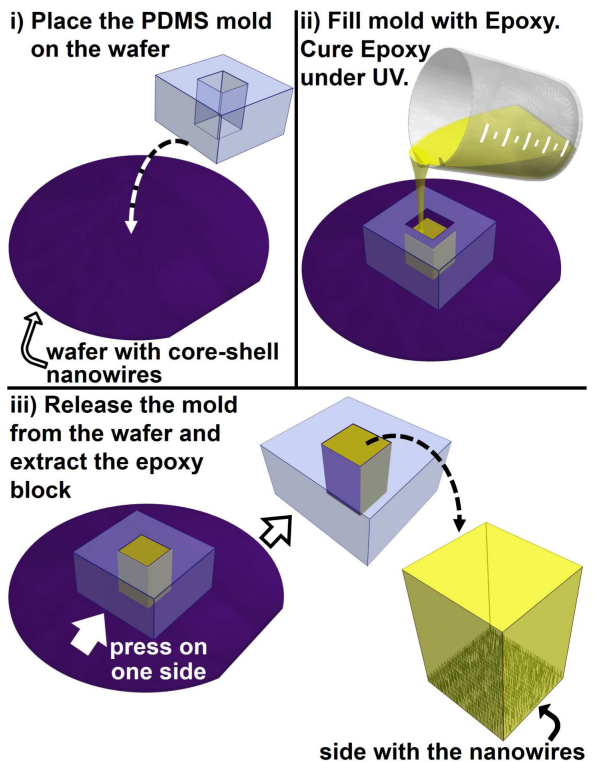 i) Place the PDMS mold
on the wafer
wafer with core-shell
nanowires
ii) Fill mold with Epoxy.
Cure Epoxy
under UV.
iii) Release the mold
from the wafer and
extract the epoxy
block
press on
one side
side with the nanowires